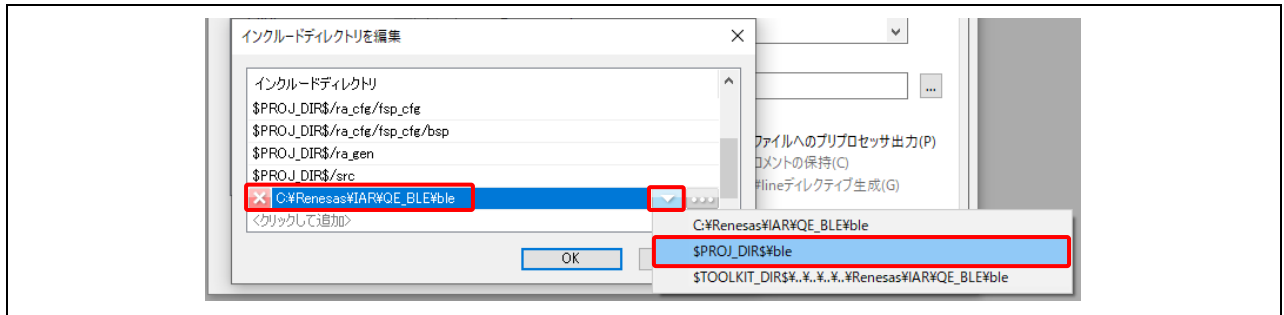 インクルードディレクトリを編集
インクルードディレクトリ
$PROJ_DIR$/ra_cfg/fsp_cfg
$PROJ_DIR$/ra_cfg/fsp_cfg/bsp
$PROJ_DIR$/ra_gen
$PROJ_DIR$/src
C:¥Renesas¥IAR¥QE_BLE¥ble
<クリックして追加>
OK
...
ファイルへのプリプロセッサ出力(P)
コメントの保持(C)
#lineディレクティブ生成(G)
C:¥Renesas¥IAR¥QE_BLE¥ble
$PROJ_DIR$¥ble
$TOOLKIT_DIR$¥..¥..¥..¥..¥Renesas¥IAR¥QE_BLE¥ble